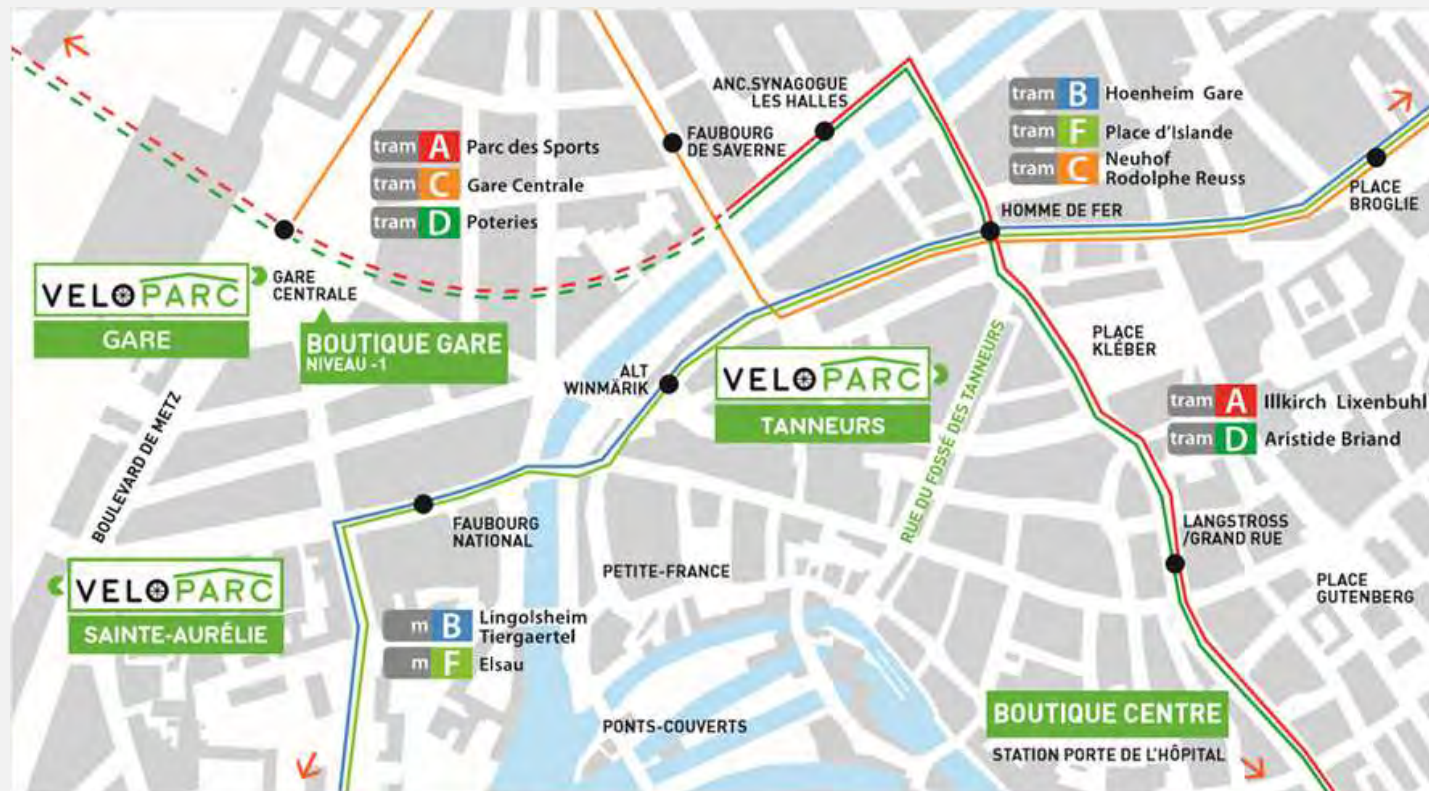 ANC.SYNAGOGUE
LES HALLES
FAUBOURG
DE SAVERNE
tram A Parc des Sports
tram C Gare Centrale
tram D Poteries
tram B Hoenheim Gare
tram F Place d'Islande
tram C Neuhof
Rodolphe Reuss
PLACE
BROGLIE
HOMME DE FER
VELOPARC
GARE
GARE
CENTRALE
BOUTIQUE GARE
NIVEAU -1
ALT
WINMÄRIK
VELOPARC
TANNEURS
PLACE
KLÉBER
RUE DU FOSSÉ DES TANNEURS
tram A Illkirch Lixenbuhl
tram D Aristide Briand
BOULEVARD DE METZ
FAUBOURG
NATIONAL
LANGSTROSS
/GRAND RUE
PETITE-FRANCE
PLACE
GUTENBERG
VELOPARC
SAINTE-AURÉLIE
m B Lingolsheim
Tiergaertel
m F Elsau
PONTS-COUVERTS
BOUTIQUE CENTRE
STATION PORTE DE L'HÔPITAL